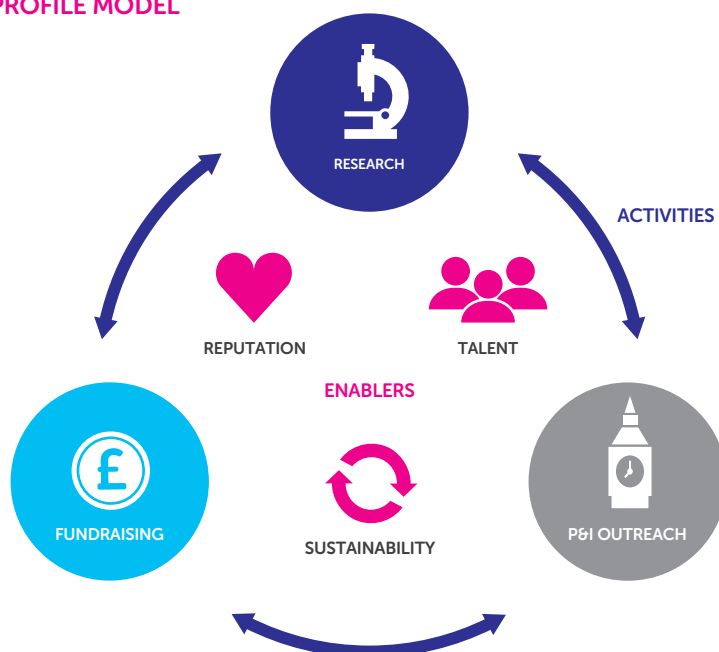 PROFILE MODEL
RESEARCH
ACTIVITIES
REPUTATION
TALENT
ENABLERS
£
FUNDRAISING
P&I OUTREACH
SUSTAINABILITY